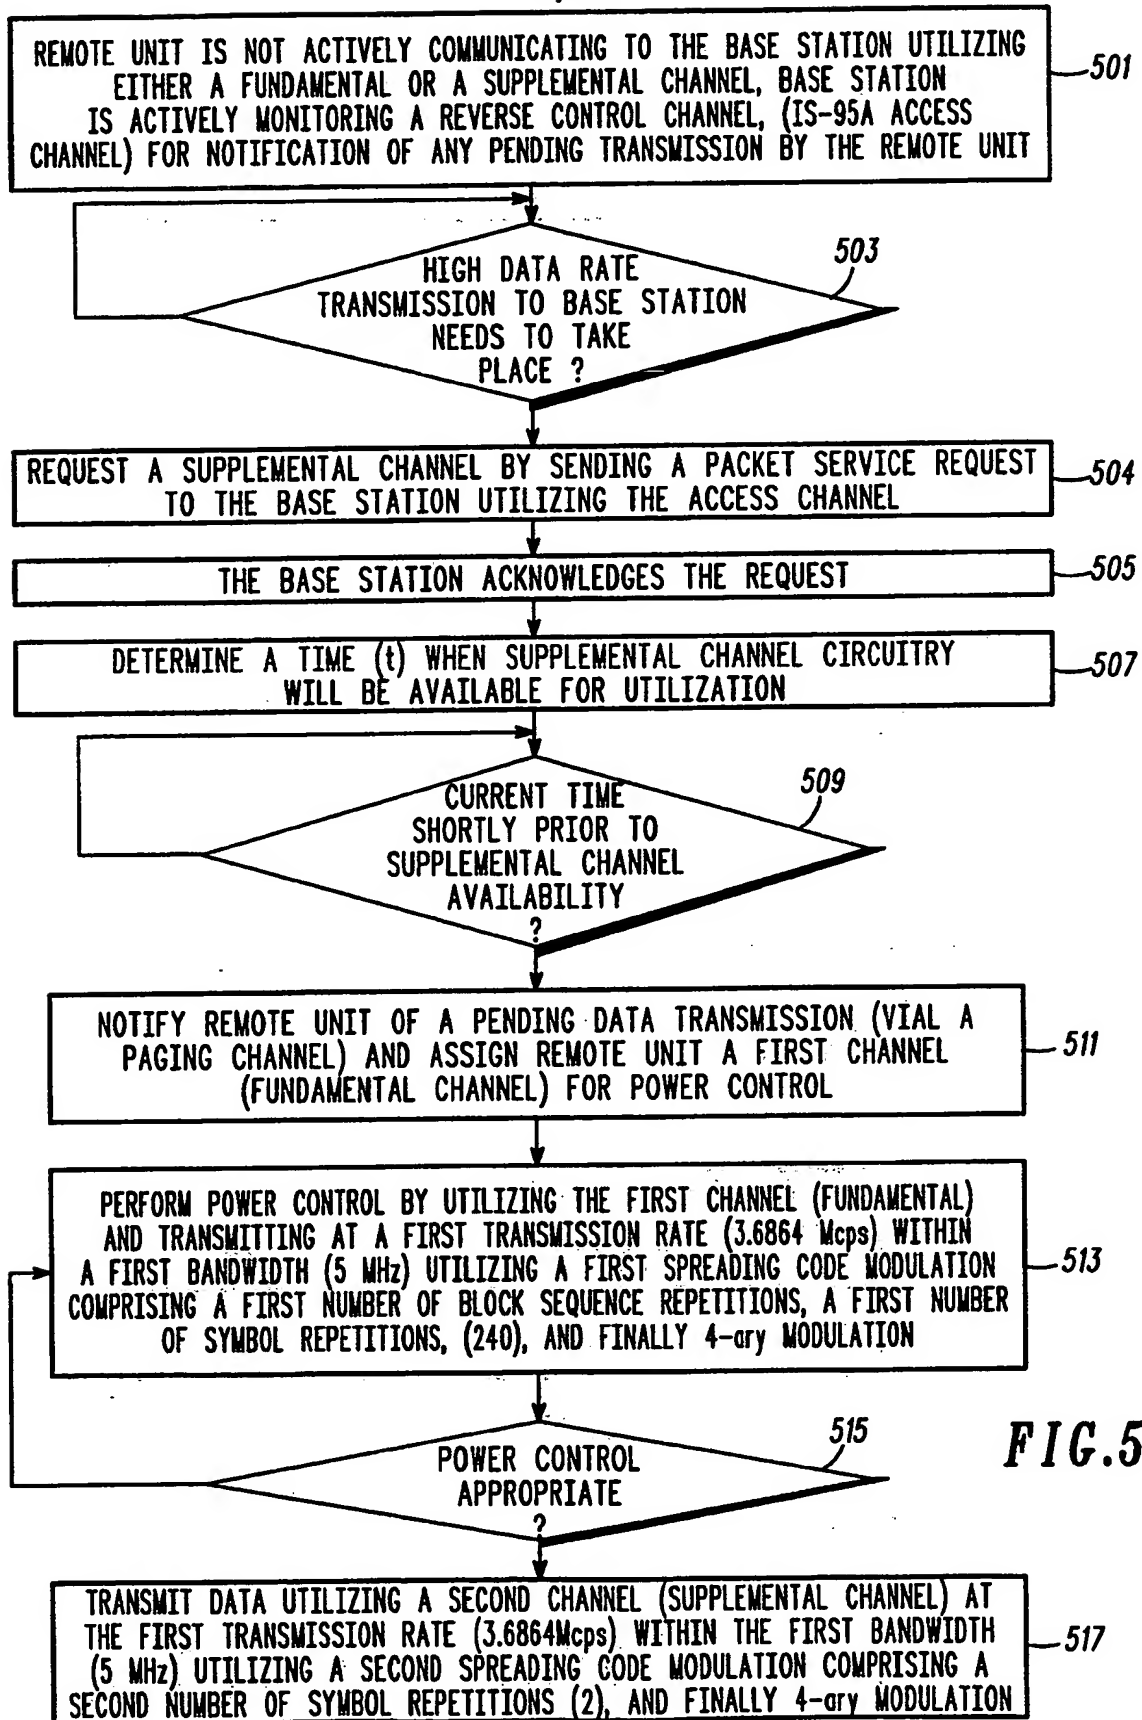 REMOTE UNIT IS NOT ACTIVELY COMMUNICATING TO THE BASE STATION UTILIZING
EITHER A FUNDAMENTAL OR A SUPPLEMENTAL CHANNEL, BASE STATION
IS ACTIVELY MONITORING A REVERSE CONTROL CHANNEL, (IS-95A ACCESS
CHANNEL) FOR NOTIFICATION OF ANY PENDING TRANSMISSION BY THE REMOTE UNIT
501
HIGH DATA RATE
TRANSMISSION TO BASE STATION
NEEDS TO TAKE
PLACE ?
503
REQUEST A SUPPLEMENTAL CHANNEL BY SENDING A PACKET SERVICE REQUEST
TO THE BASE STATION UTILIZING THE ACCESS CHANNEL
504
THE BASE STATION ACKNOWLEDGES THE REQUEST
505
DETERMINE A TIME (t) WHEN SUPPLEMENTAL CHANNEL CIRCUITRY
WILL BE AVAILABLE FOR UTILIZATION
507
CURRENT TIME
SHORTLY PRIOR TO
SUPPLEMENTAL CHANNEL
AVAILABILITY
?
509
NOTIFY REMOTE UNIT OF A PENDING DATA TRANSMISSION (VIAL A
PAGING CHANNEL) AND ASSIGN REMOTE UNIT A FIRST CHANNEL
(FUNDAMENTAL CHANNEL) FOR POWER CONTROL
511
PERFORM POWER CONTROL BY UTILIZING THE FIRST CHANNEL (FUNDAMENTAL)
AND TRANSMITTING AT A FIRST TRANSMISSION RATE (3.6864 Mcps) WITHIN
A FIRST BANDWIDTH (5 MHz) UTILIZING A FIRST SPREADING CODE MODULATION
COMPRISING A FIRST NUMBER OF BLOCK SEQUENCE REPETITIONS, A FIRST NUMBER
OF SYMBOL REPETITIONS, (240), AND FINALLY 4-ary MODULATION
513
POWER CONTROL
APPROPRIATE
?
515
FIG.5
TRANSMIT DATA UTILIZING A SECOND CHANNEL (SUPPLEMENTAL CHANNEL) AT
THE FIRST TRANSMISSION RATE (3.6864Mcps) WITHIN THE FIRST BANDWIDTH
(5 MHz) UTILIZING A SECOND SPREADING CODE MODULATION COMPRISING A
SECOND NUMBER OF SYMBOL REPETITIONS (2), AND FINALLY 4-ary MODULATION
517